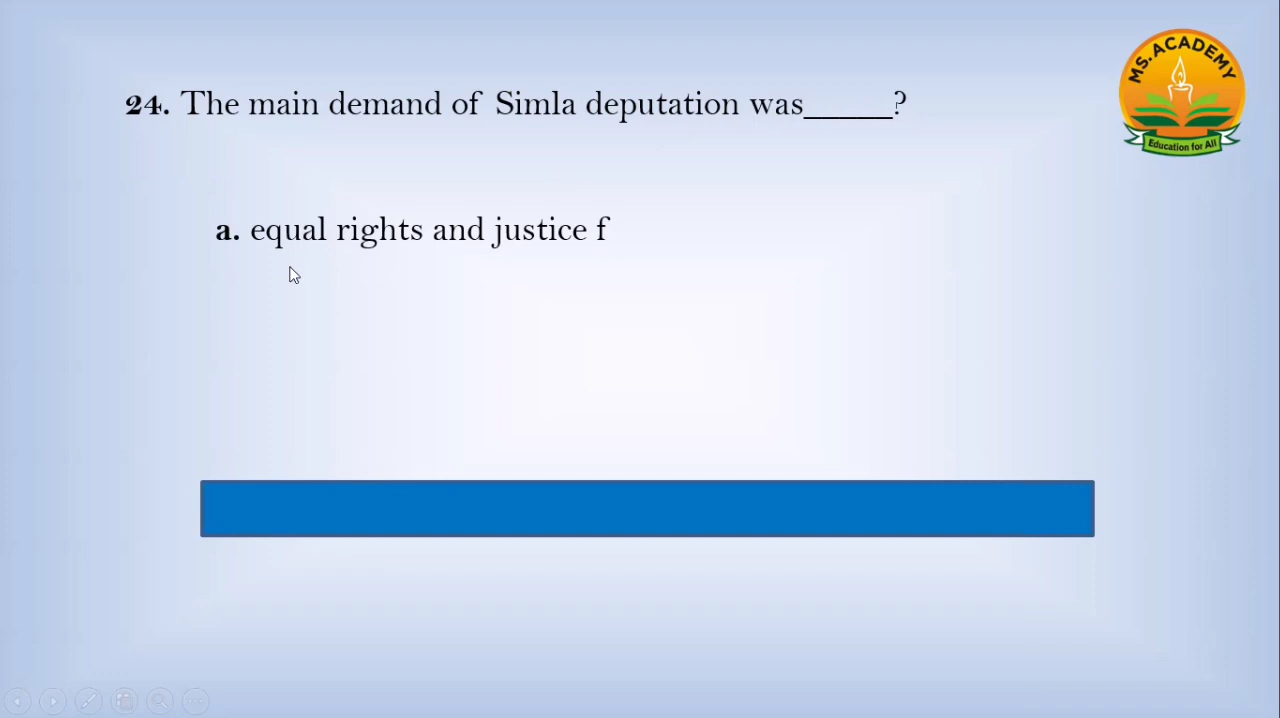 24. The main demand of Simla deputation was_____?
a. equal rights and justice f
MS. ACADEMY
Education for All